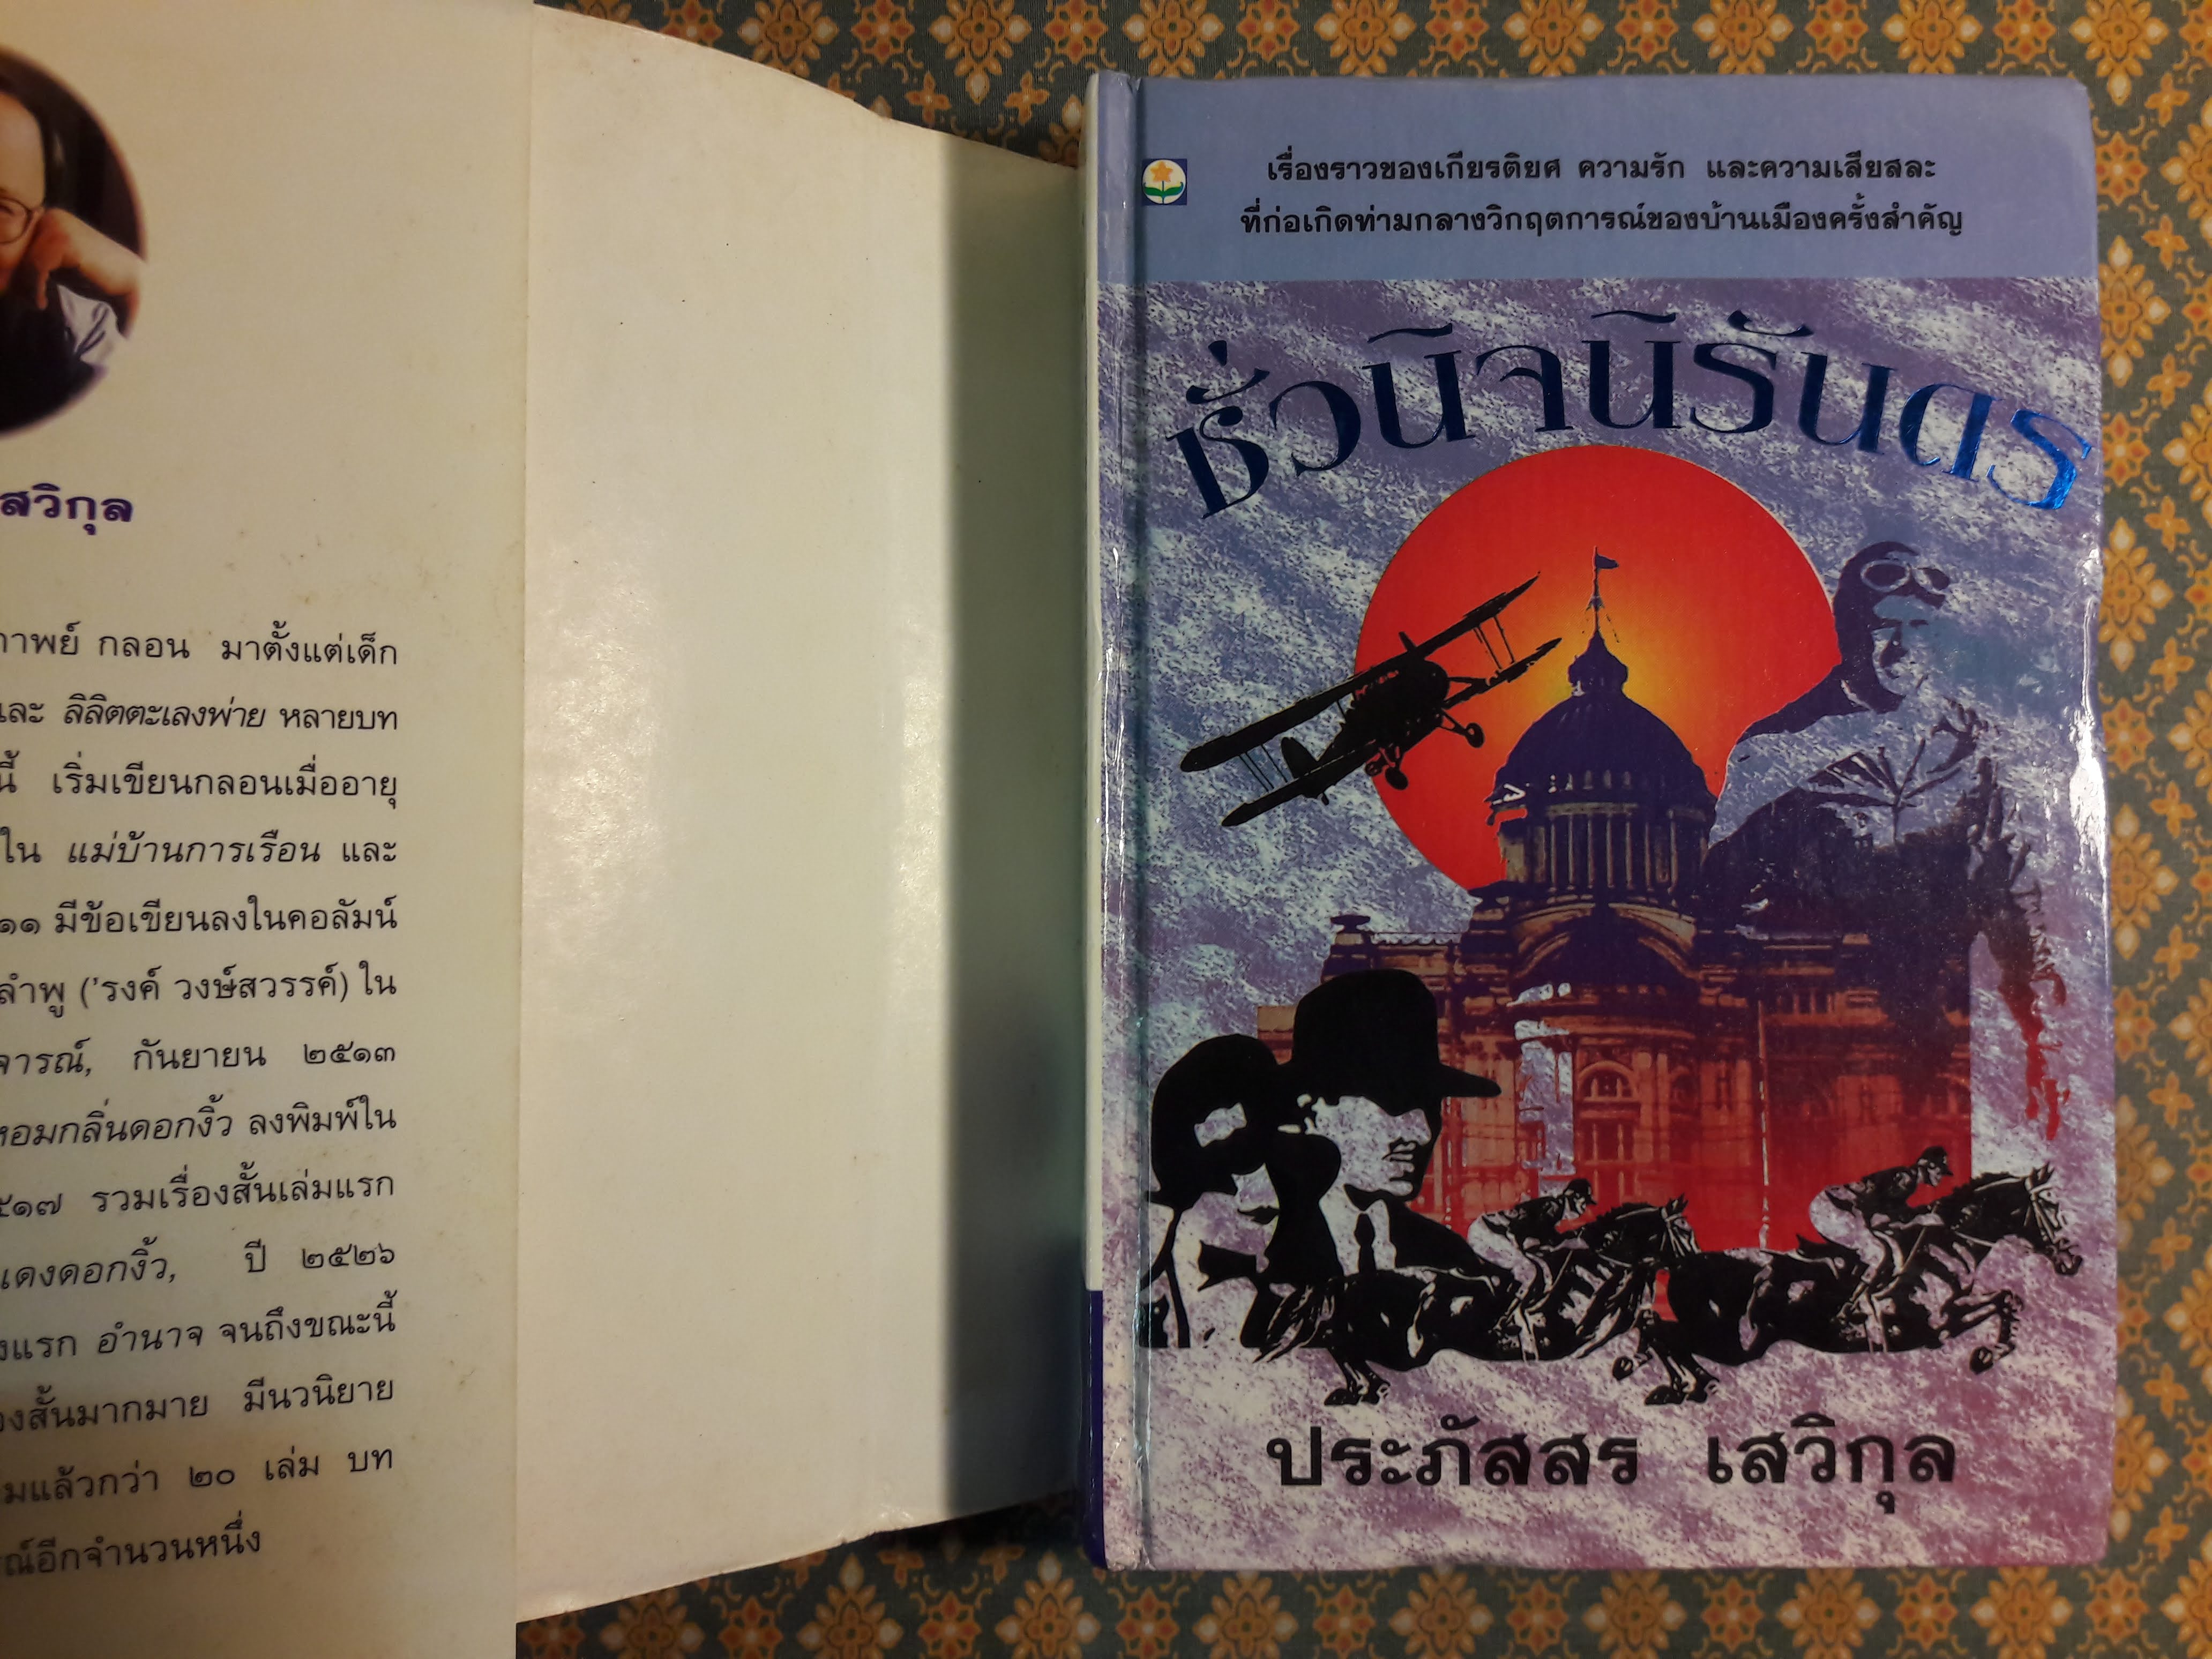 สวิกุล
กาพย์ กลอน มาตั้งแต่เด็ก
และ ลิลิตตะเลงพ่าย หลายบท
นี้ เริ่มเขียนกลอนเมื่ออายุ
ใน แม่บ้านการเรือน และ
๑๑ มีข้อเขียนลงในคอลัมน์
ลำพู ('รงค์ วงษ์สวรรค์) ใน
จารณ์, กันยายน ๒๕๑๓
หอมกลิ่นดอกงิ้ว ลงพิมพ์ใน
๕๑๗ รวมเรื่องสั้นเล่มแรก
แดงดอกงิ้ว, ปี ๒๕๒๖
งแรก อำนาจ จนถึงขณะนี้
องสั้นมากมาย มีนวนิยาย
มแล้วกว่า ๒๐ เล่ม บท
รณ์อีกจำนวนหนึ่ง
เรื่องราวของเกียรติยศ ความรัก และความเสียสละ
ที่ก่อเกิดท่ามกลางวิกฤตการณ์ของบ้านเมืองครั้งสำคัญ
ชั่วนิจนิรันดร
ประภัสสร เสวิกุล